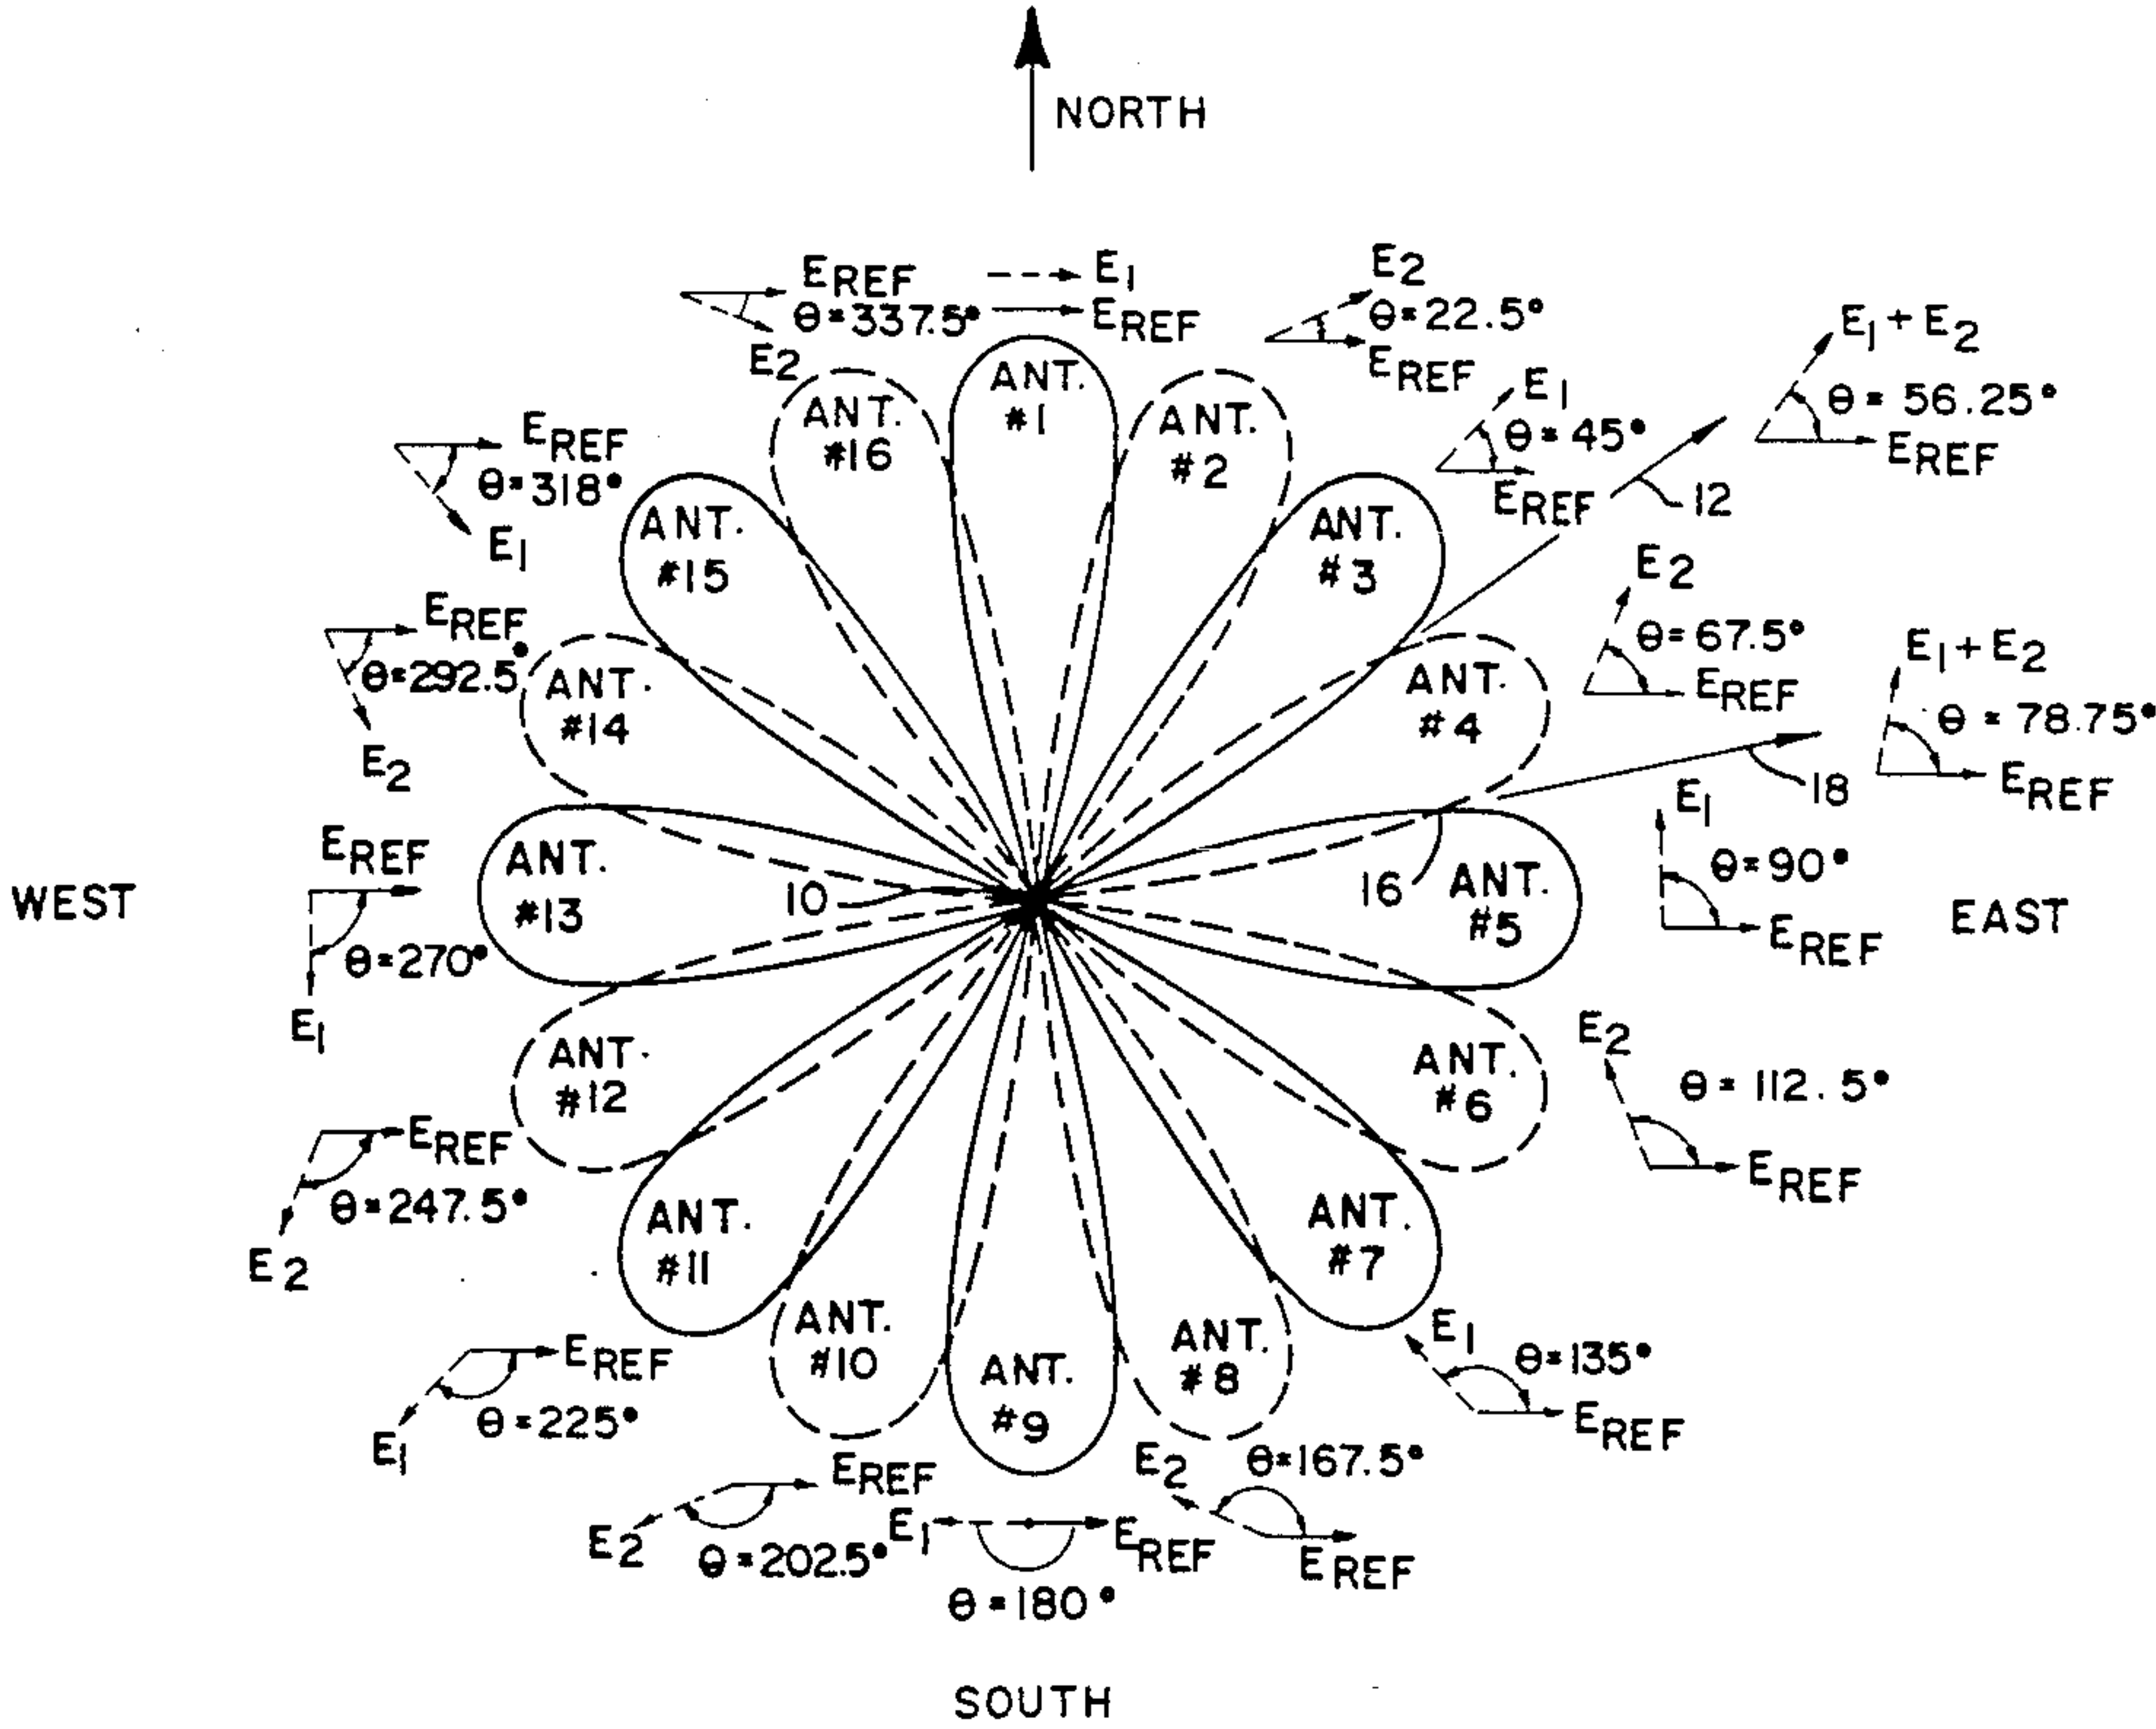 NORTH
E1
EREF
EREF
θ=337.5°
E2
E2
θ=22.5°
EREF
E1+E2
θ=56.25°
EREF
E1
θ=45°
EREF
12
ANT.
#1
ANT.
#16
ANT.
#2
EREF
θ=318°
E1
ANT.
#15
ANT.
#3
E2
θ=67.5°
EREF
E1+E2
θ=78.75°
EREF
18
EREF
θ=292.5°
E2
ANT.
#14
ANT.
#4
E1
θ=90°
EREF
WEST
EREF
θ=270°
E1
ANT.
#13
10
16
ANT.
#5
EAST
ANT.
#12
ANT.
#6
E2
θ=112.5°
EREF
EREF
θ=247.5°
E2
ANT.
#11
ANT.
#7
E1
θ=135°
EREF
EREF
θ=225°
E1
ANT.
#10
ANT.
#9
ANT.
#8
E2
θ=167.5°
EREF
EREF
E2
θ=202.5°
E1
EREF
θ=180°
SOUTH